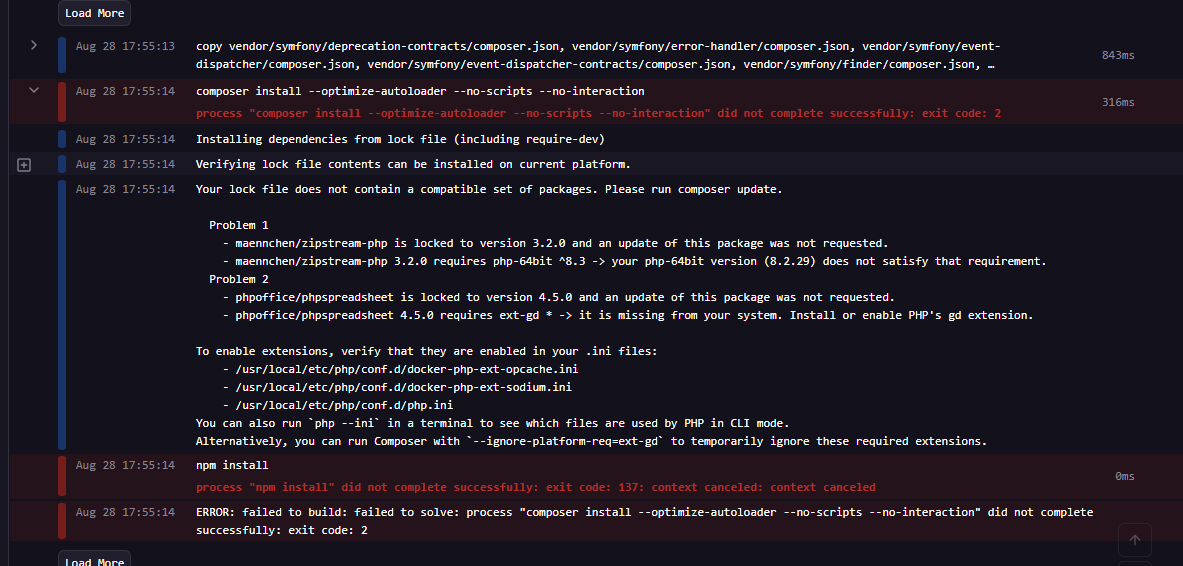 Load More
Aug 28 17:55:13 copy vendor/symfony/deprecation-contracts/composer.json, vendor/symfony/error-handler/composer.json, vendor/symfony/event-
dispatcher/composer.json, vendor/symfony/event-dispatcher-contracts/composer.json, vendor/symfony/finder/composer.json, …
843ms
Aug 28 17:55:14 composer install --optimize-autoloader --no-scripts --no-interaction
316ms
process "composer install --optimize-autoloader --no-scripts --no-interaction" did not complete successfully: exit code: 2
Aug 28 17:55:14 Installing dependencies from lock file (including require-dev)
Aug 28 17:55:14 Verifying lock file contents can be installed on current platform.
Aug 28 17:55:14 Your lock file does not contain a compatible set of packages. Please run composer update.
Problem 1
- maennchen/zipstream-php is locked to version 3.2.0 and an update of this package was not requested.
- maennchen/zipstream-php 3.2.0 requires php-64bit ^8.3 -> your php-64bit version (8.2.29) does not satisfy that requirement.
Problem 2
- phpoffice/phpspreadsheet is locked to version 4.5.0 and an update of this package was not requested.
- phpoffice/phpspreadsheet 4.5.0 requires ext-gd * -> it is missing from your system. Install or enable PHP's gd extension.
To enable extensions, verify that they are enabled in your .ini files:
- /usr/local/etc/php/conf.d/docker-php-ext-opcache.ini
- /usr/local/etc/php/conf.d/docker-php-ext-sodium.ini
- /usr/local/etc/php/conf.d/php.ini
You can also run `php --ini` in a terminal to see which files are used by PHP in CLI mode.
Alternatively, you can run Composer with `--ignore-platform-req=ext-gd` to temporarily ignore these required extensions.
Aug 28 17:55:14 npm install
0ms
process "npm install" did not complete successfully: exit code: 137: context canceled: context canceled
Aug 28 17:55:14 ERROR: failed to build: failed to solve: process "composer install --optimize-autoloader --no-scripts --no-interaction" did not complete
successfully: exit code: 2
Load More